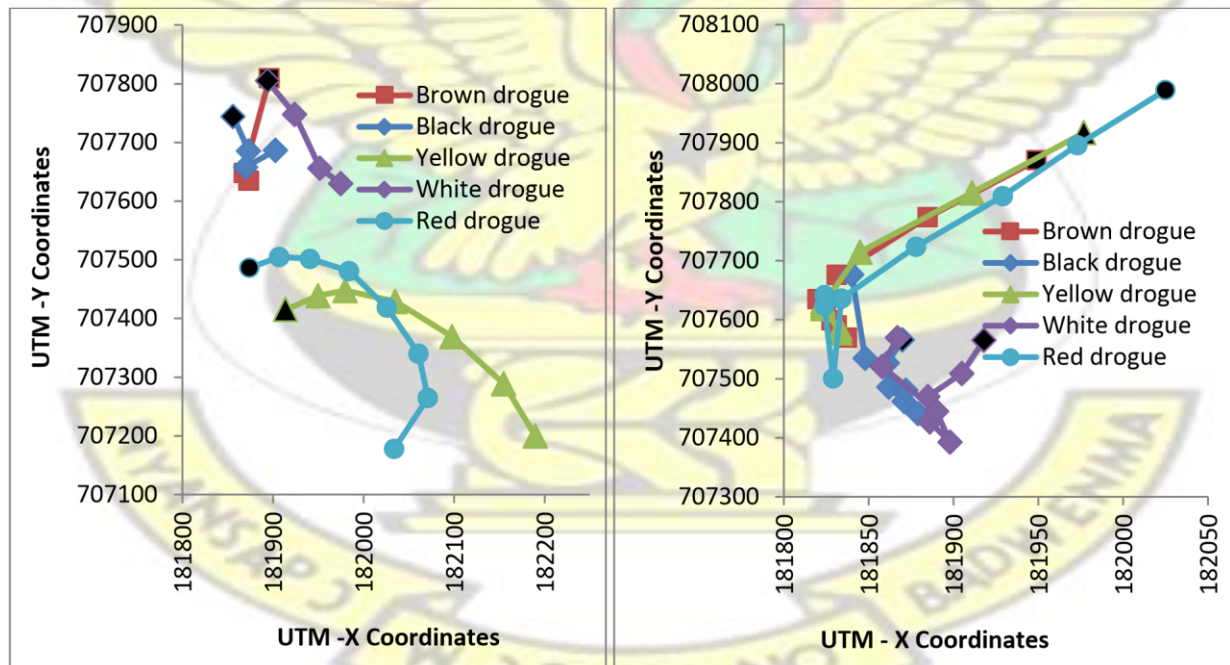 707900
707800
707700
707600
707500
707400
707300
707200
707100
UTM -Y Coordinates
Brown drogue
Black drogue
Yellow drogue
White drogue
Red drogue
181800
181900
182000
182100
182200
UTM -X Coordinates
708100
708000
707900
707800
707700
707600
707500
707400
707300
UTM -Y Coordinates
Brown drogue
Black drogue
Yellow drogue
White drogue
Red drogue
181800
181850
181900
181950
182000
182050
UTM - X Coordinates
BADWENMA